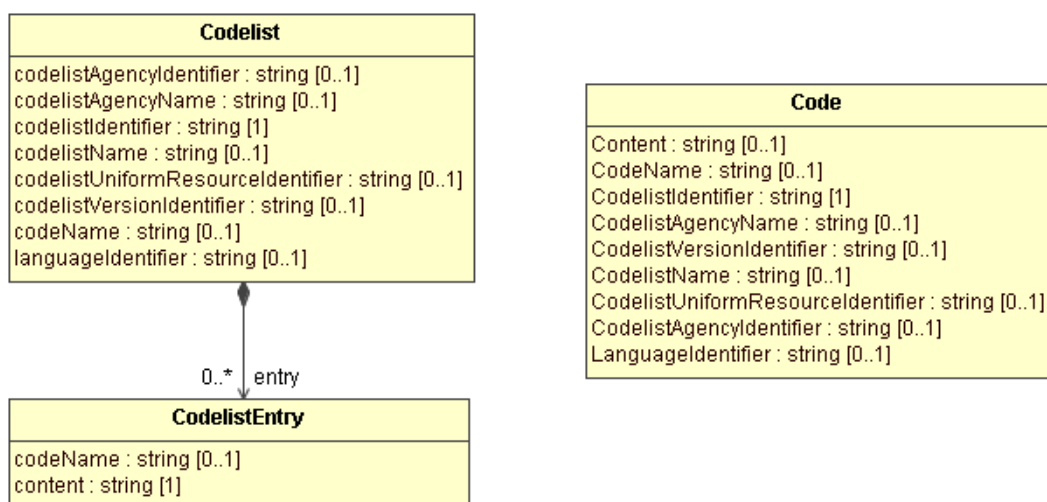 Codelist
codelistAgencyIdentifier : string [0..1]
codelistAgencyName : string [0..1]
codelistIdentifier : string [1]
codelistName : string [0..1]
codelistUniformResourceIdentifier : string [0..1]
codelistVersionIdentifier : string [0..1]
codeName : string [0..1]
languageIdentifier : string [0..1]
0..* entry
CodelistEntry
codeName : string [0..1]
content : string [1]
Code
Content : string [0..1]
CodeName : string [0..1]
CodelistIdentifier : string [1]
CodelistAgencyName : string [0..1]
CodelistVersionIdentifier : string [0..1]
CodelistName : string [0..1]
CodelistUniformResourceIdentifier : string [0..1]
CodelistAgencyIdentifier : string [0..1]
LanguageIdentifier : string [0..1]